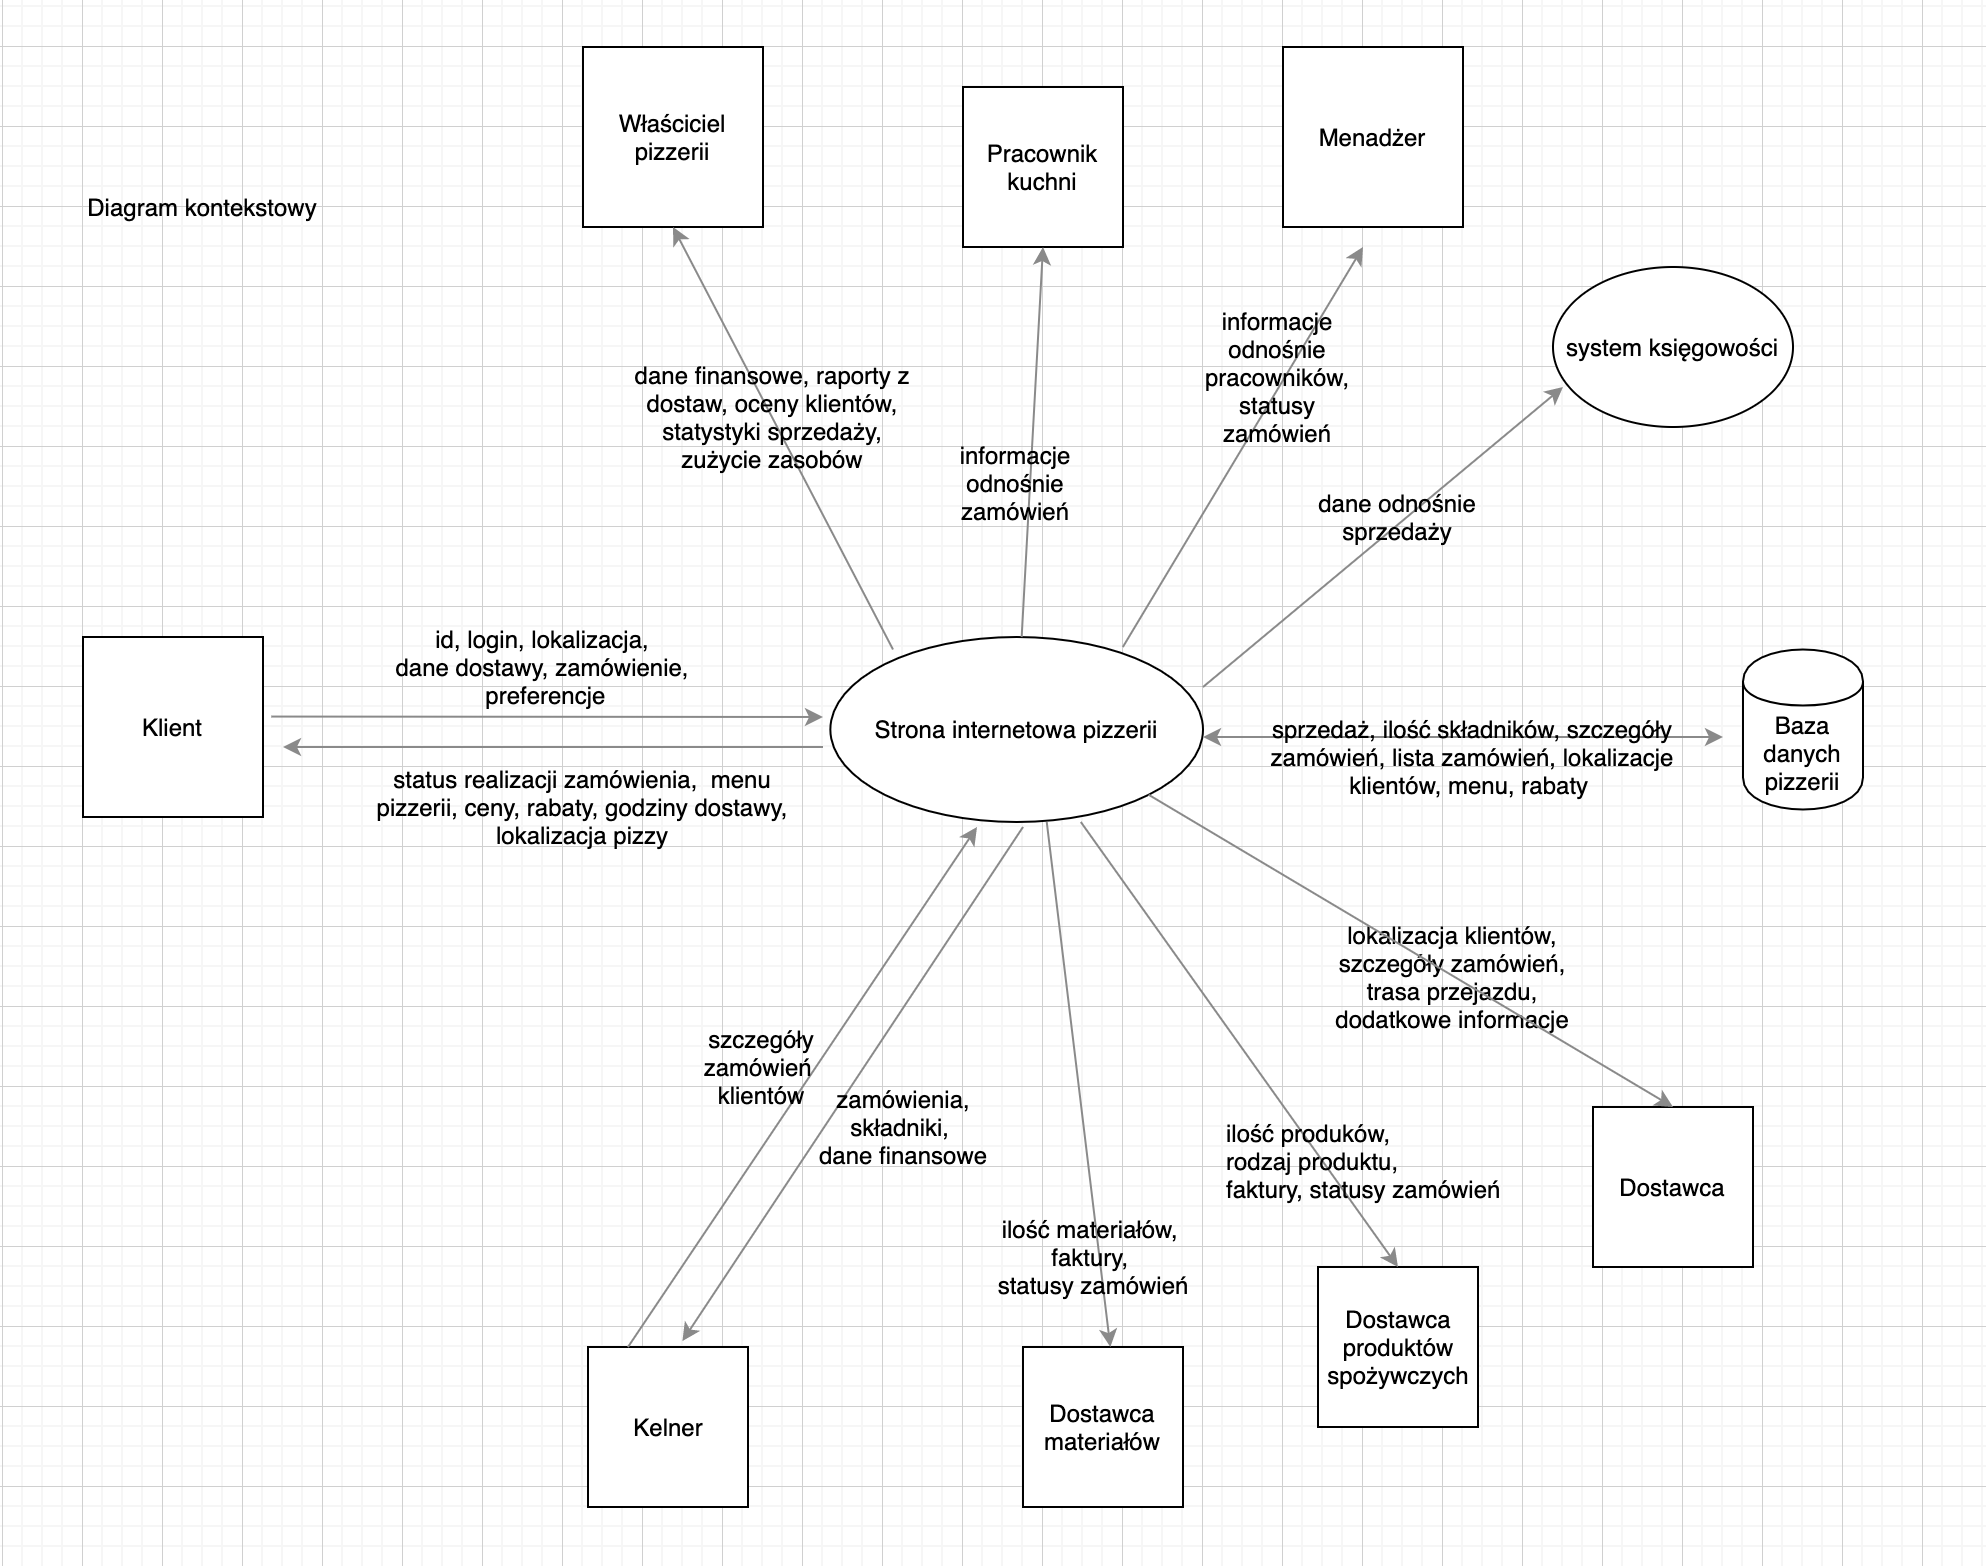 Właściciel
pizzerii
Pracownik
kuchni
Menadżer
Diagram kontekstowy
system księgowości
dane finansowe, raporty z
dostaw, oceny klientów,
statystyki sprzedaży,
zużycie zasobów
informacje
odnośnie
zamówień
informacje
odnośnie
pracowników,
statusy
zamówień
dane odnośnie
sprzedaży
Klient
id, login, lokalizacja,
dane dostawy, zamówienie,
preferencje
status realizacji zamówienia,  menu
pizzerii, ceny, rabaty, godziny dostawy,
lokalizacja pizzy
Strona internetowa pizzerii
sprzedaż, ilość składników, szczegóły
zamówień, lista zamówień, lokalizacje
klientów, menu, rabaty
Baza
danych
pizzerii
lokalizacja klientów,
szczegóły zamówień,
trasa przejazdu,
dodatkowe informacje
szczegóły
zamówień
klientów
zamówienia,
składniki,
dane finansowe
ilość produków,
rodzaj produktu,
faktury, statusy zamówień
ilość materiałów,
faktury,
statusy zamówień
Dostawca
Dostawca
produktów
spożywczych
Kelner
Dostawca
materiałów